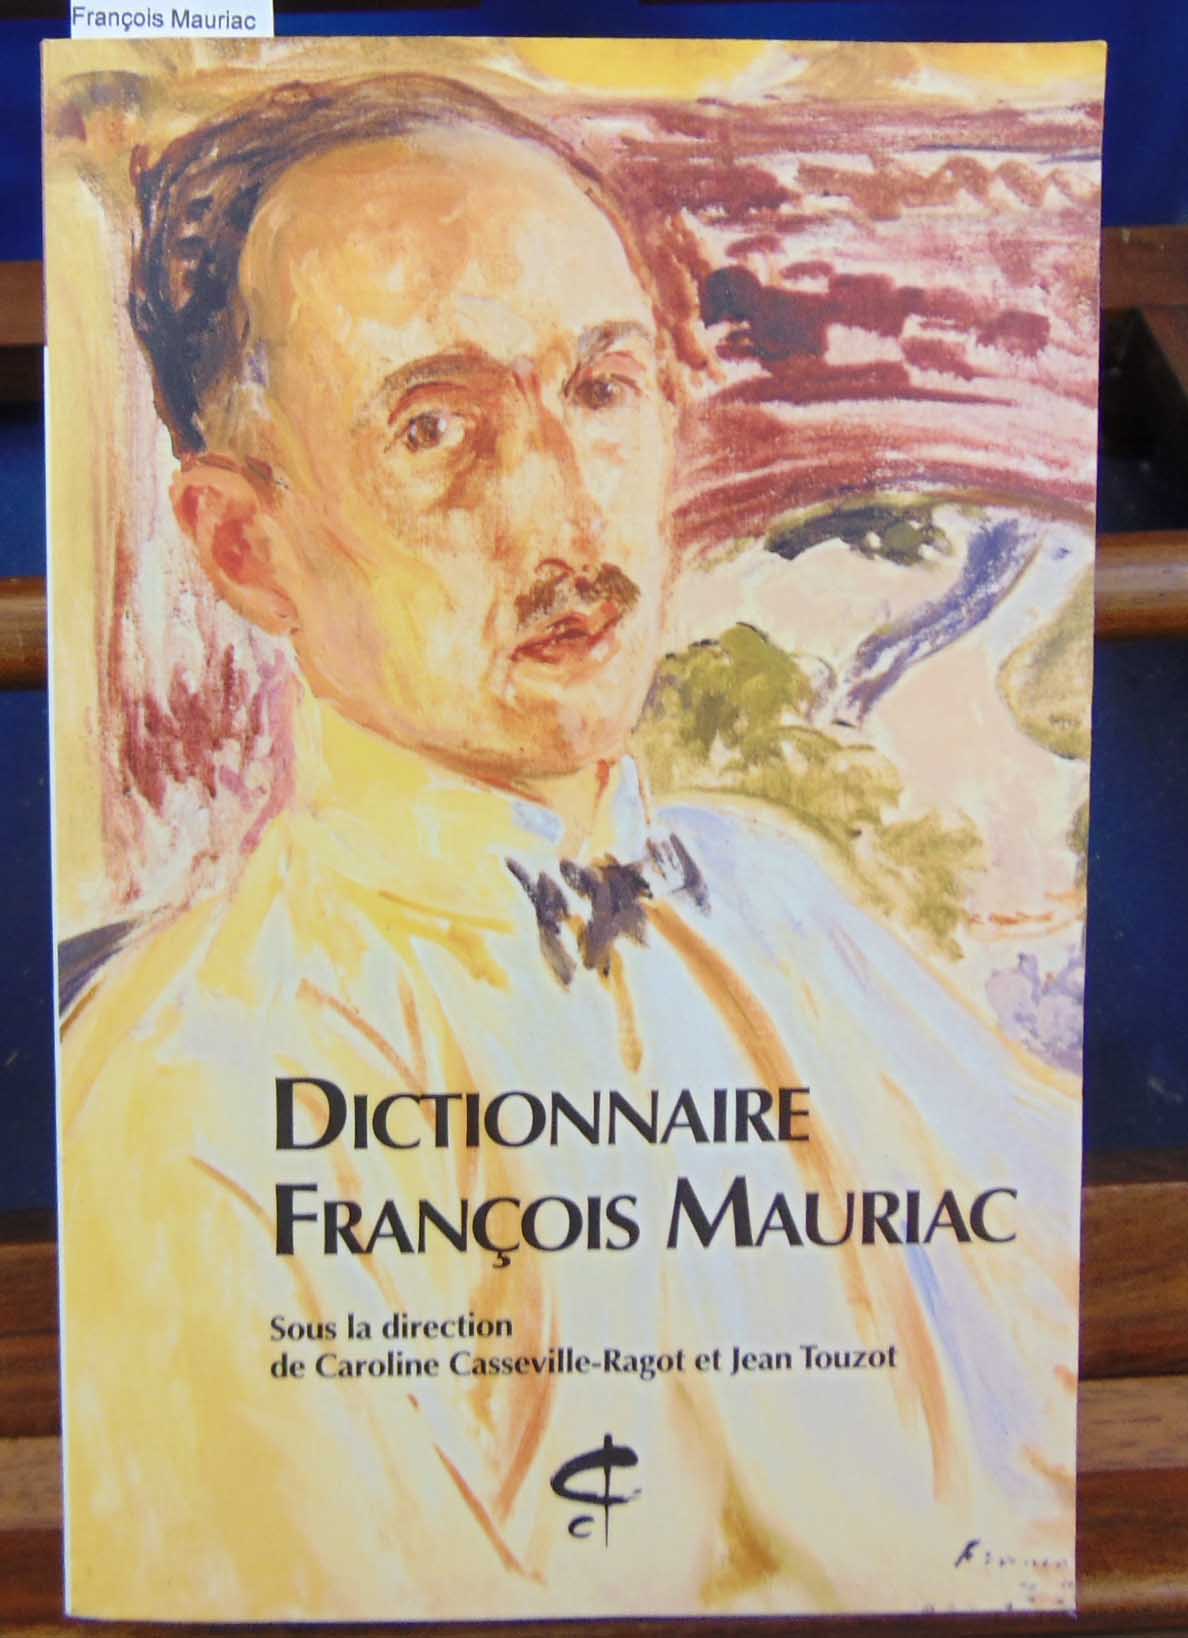 François Mauriac
DICTIONNAIRE
FRANÇOIS MAURIAC
Sous la direction
de Caroline Casseville-Ragot et Jean Touzot